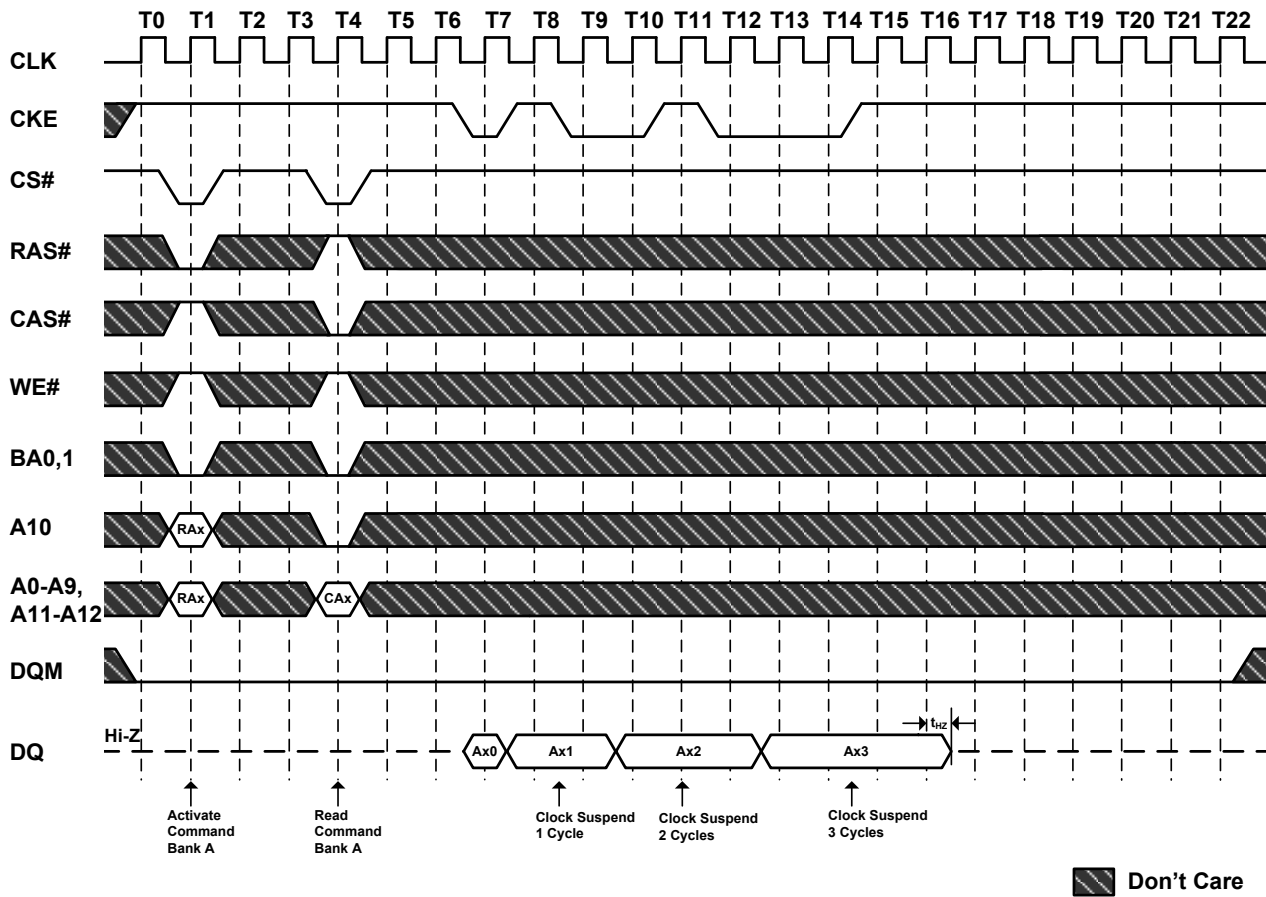 T0 T1 T2 T3 T4 T5 T6 T7 T8 T9 T10 T11 T12 T13 T14 T15 T16 T17 T18 T19 T20 T21 T22
CLK
CKE
CS#
RAS#
CAS#
WE#
BA0,1
A10
RAx
A0-A9,
A11-A12
RAx
CAx
DQM
DQ
Hi-Z
Ax0
Ax1
Ax2
Ax3
tHZ
Activate
Command
Bank A
Read
Command
Bank A
Clock Suspend
1 Cycle
Clock Suspend
2 Cycles
Clock Suspend
3 Cycles
Don't Care